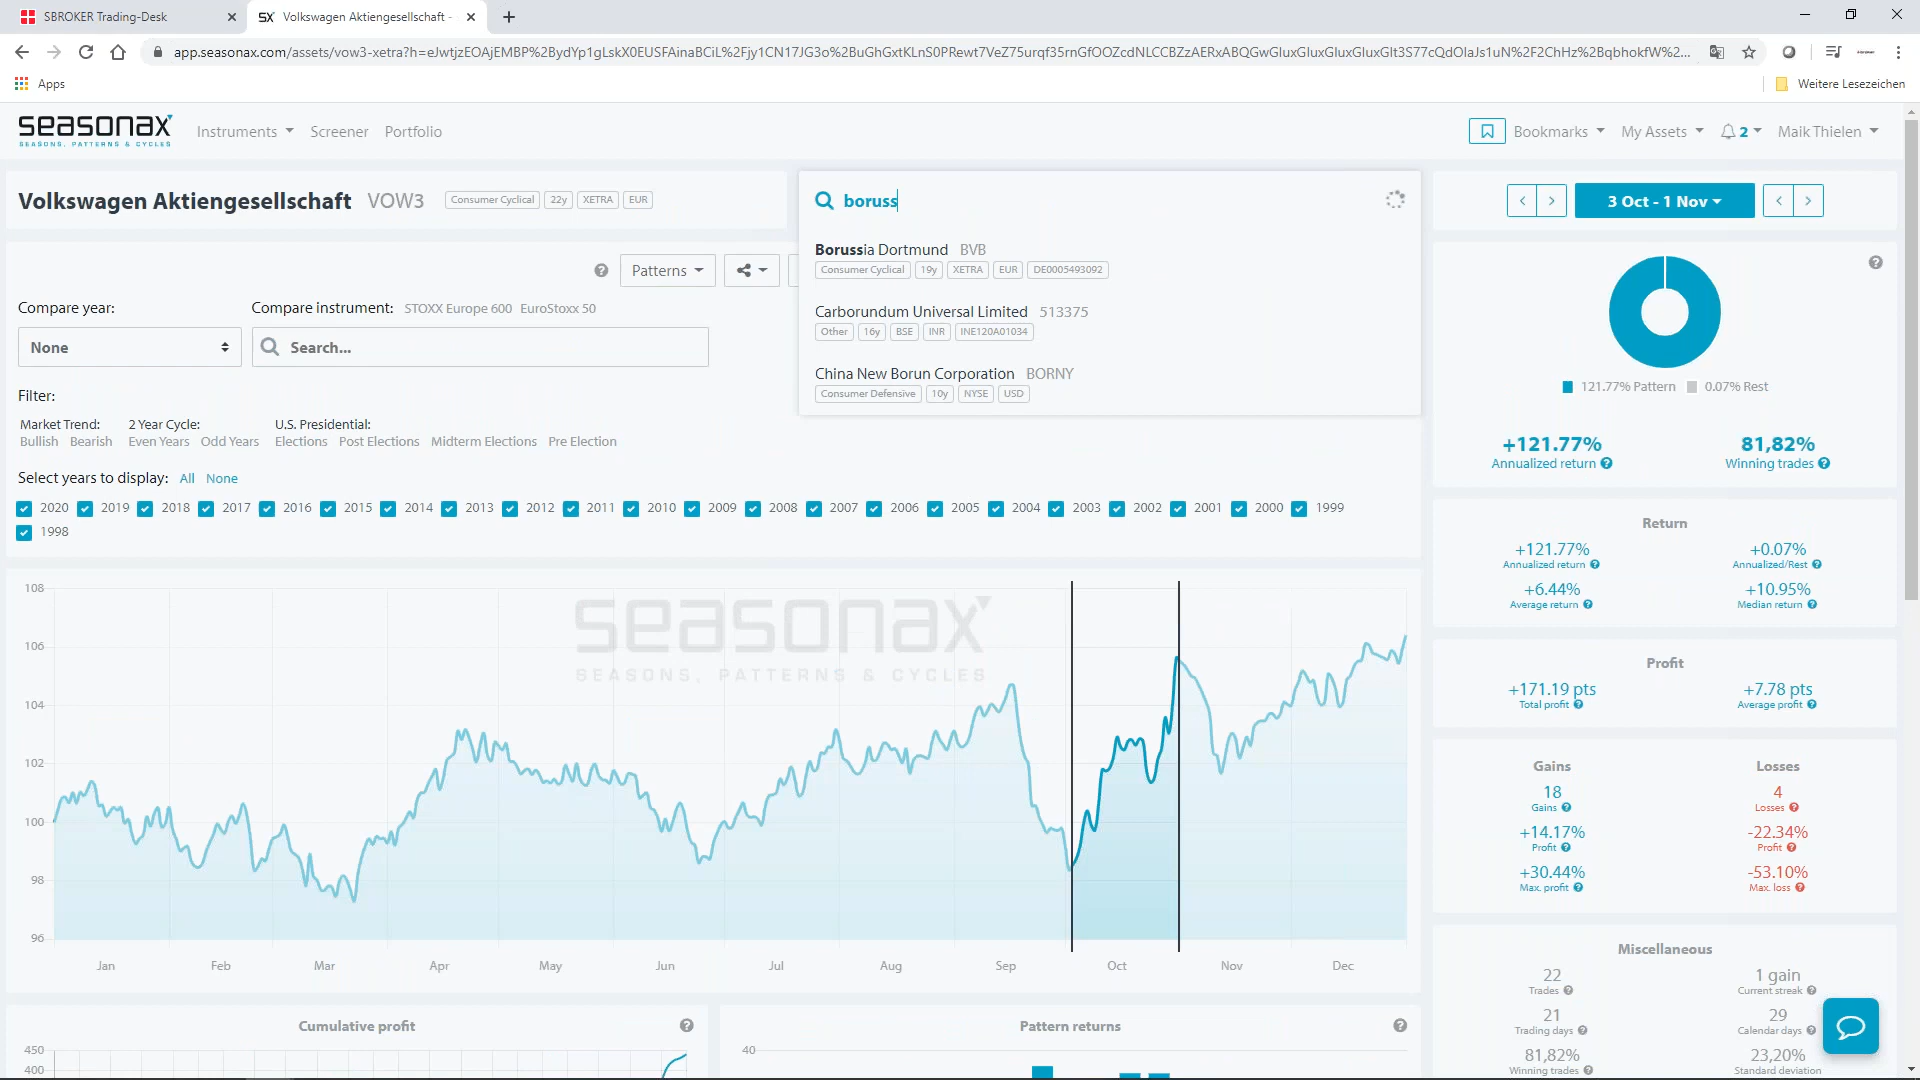 SBROKER Trading-Desk
Volkswagen Aktiengesellschaft -
app.seasonax.com/assets/vow3-xetra?h=eJwtjzEOAjEMBP%2BydYp1gLskX0EUSFAinaBCiL%2Fjy1CN17JG3o%2BuGhGxtKLnS0PRewt7VeZ75urqf35rnGfOOZcdNLCCBZzAERxABQGwGluxGluxGluxGluxGlt3S77cQdOlaJs1uN%2F2ChHz%2BqbhokfW%2...
Apps
Weitere Lesezeichen
seasonax
SEASONS, PATTERNS & CYCLES
Instruments
Screener
Portfolio
Bookmarks
My Assets
2
Maik Thielen
Volkswagen Aktiengesellschaft VOW3
Consumer Cyclical 22y XETRA EUR
boruss
3 Oct - 1 Nov
Borussia Dortmund BVB
Consumer Cyclical 19y XETRA EUR DE0005493092
Carborundum Universal Limited 513375
Other 16y BSE INR INE120A01034
China New Borun Corporation BORNY
Consumer Defensive 10y NYSE USD
Patterns
Compare year:
Compare instrument: STOXX Europe 600 EuroStoxx 50
None
Search...
Filter:
Market Trend: 2 Year Cycle: U.S. Presidential:
Bullish Bearish Even Years Odd Years Elections Post Elections Midterm Elections Pre Election
Select years to display: All None
2020 2019 2018 2017 2016 2015 2014 2013 2012 2011 2010 2009 2008 2007 2006 2005 2004 2003 2002 2001 2000 1999
1998
121.77% Pattern 0.07% Rest
+121.77% 81,82%
Annualized return Winning trades
Return
+121.77% +0.07%
Annualized return Annualized/Rest
+6.44% +10.95%
Average return Median return
Profit
+171.19 pts +7.78 pts
Total profit Average profit
Gains Losses
18 4
Gains Losses
+14.17% -22.34%
Profit Profit
+30.44% -53.10%
Max. profit Max. loss
Miscellaneous
22 1 gain
Trades Current streak
21 29
Trading days Calendar days
81,82% 23,20%
Winning trades Standard deviation
seasonax
SEASONS, PATTERNS & CYCLES
108
106
104
102
100
98
96
Jan Feb Mar Apr May Jun Jul Aug Sep Oct Nov Dec
Cumulative profit
450
400
Pattern returns
40